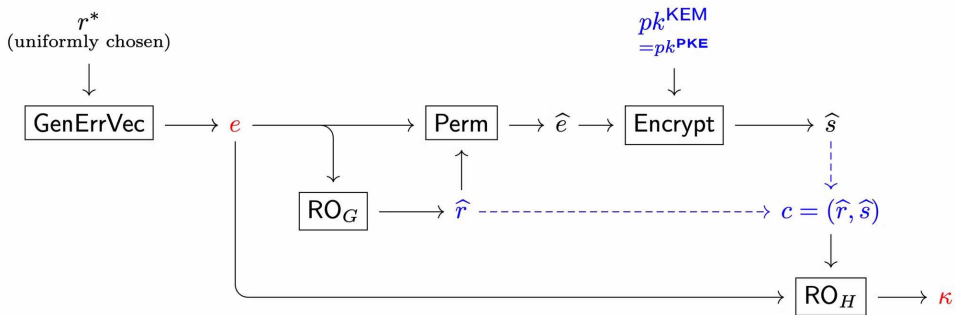 r* pk^KEM
(uniformly chosen) =pk^PKE
GenErrVec e Perm ê Encrypt ŝ
RO_G r̂ c = (r̂, ŝ)
RO_H κ